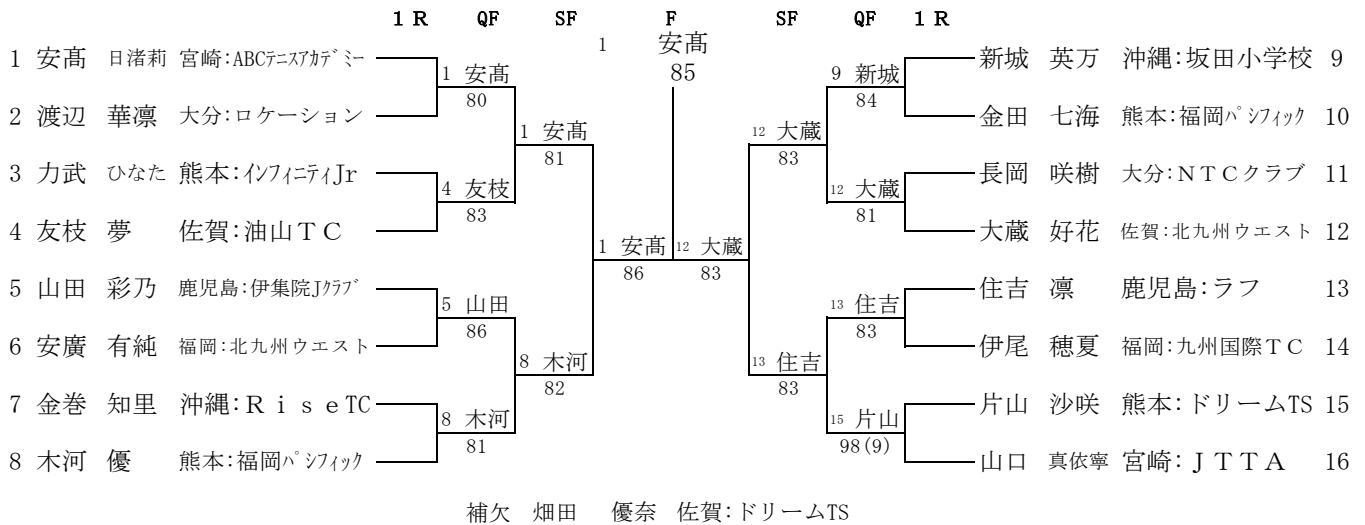 1R QF SF F SF QF 1R
1 安髙
85
1 安髙 日渚莉 宮崎:ABCテニスアカデミー
1 安髙
80
2 渡辺 華凛 大分:ロケーション
1 安髙
81
3 力武 ひなた 熊本:インフィニティJr
4 友枝
83
4 友枝 夢 佐賀:油山TC
1 安髙
86
5 山田 彩乃 鹿児島:伊集院Jクラブ
5 山田
86
6 安廣 有純 福岡:北九州ウエスト
8 木河
82
7 金巻 知里 沖縄:RiseTC
8 木河
81
8 木河 優 熊本:福岡パシフィック
新城 英万 沖縄:坂田小学校 9
9 新城
84
金田 七海 熊本:福岡パシフィック 10
12 大蔵
83
長岡 咲樹 大分:NTCクラブ 11
12 大蔵
81
大蔵 好花 佐賀:北九州ウエスト 12
12 大蔵
83
住吉 凛 鹿児島:ラフ 13
13 住吉
83
伊尾 穂夏 福岡:九州国際TC 14
13 住吉
83
片山 沙咲 熊本:ドリームTS 15
15 片山
98(9)
山口 真依寧 宮崎:JTTA 16
補欠 畑田 優奈 佐賀:ドリームTS